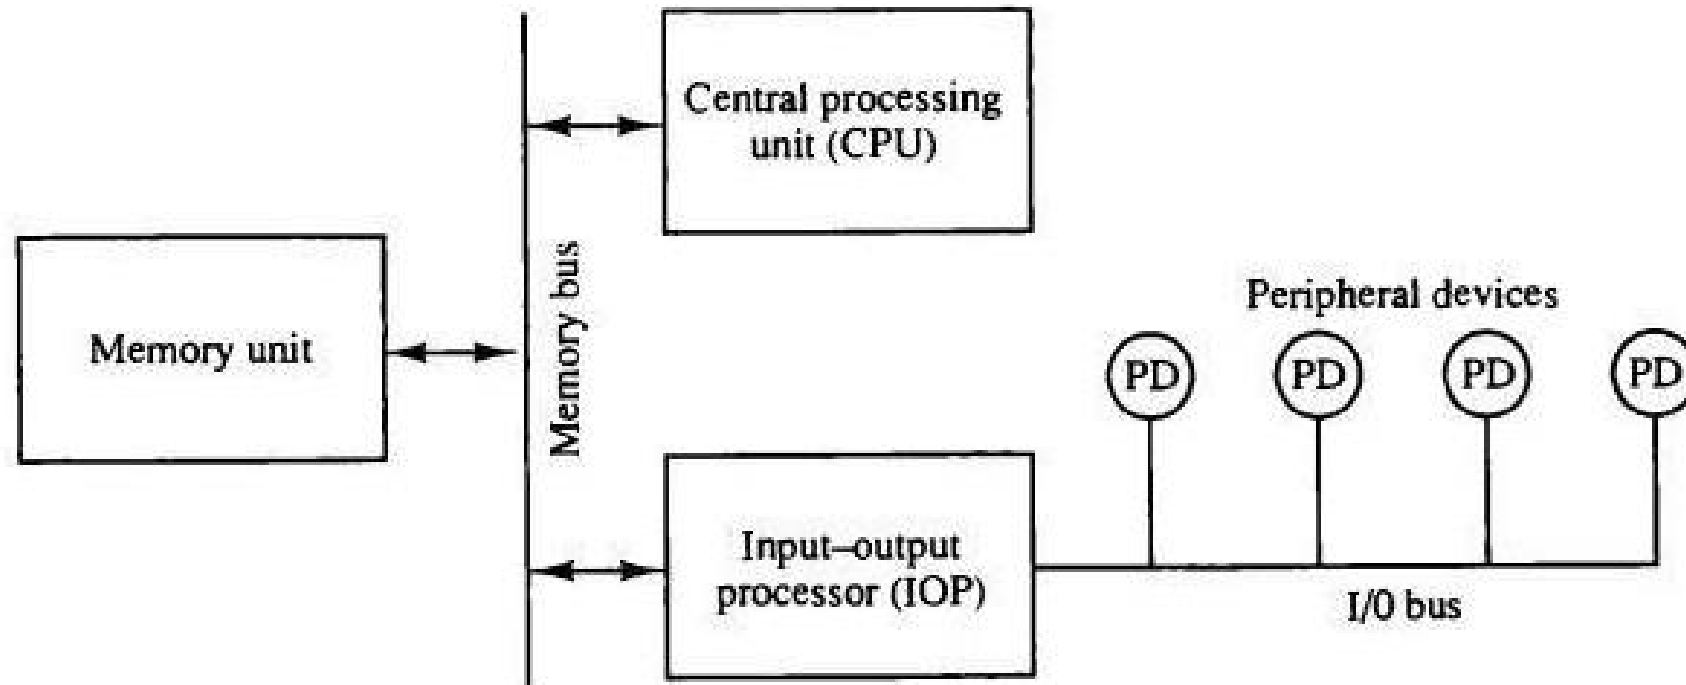 Central processing
unit (CPU)
Memory unit
Memory bus
Peripheral devices
PD PD PD PD
Input–output
processor (IOP)
I/0 bus